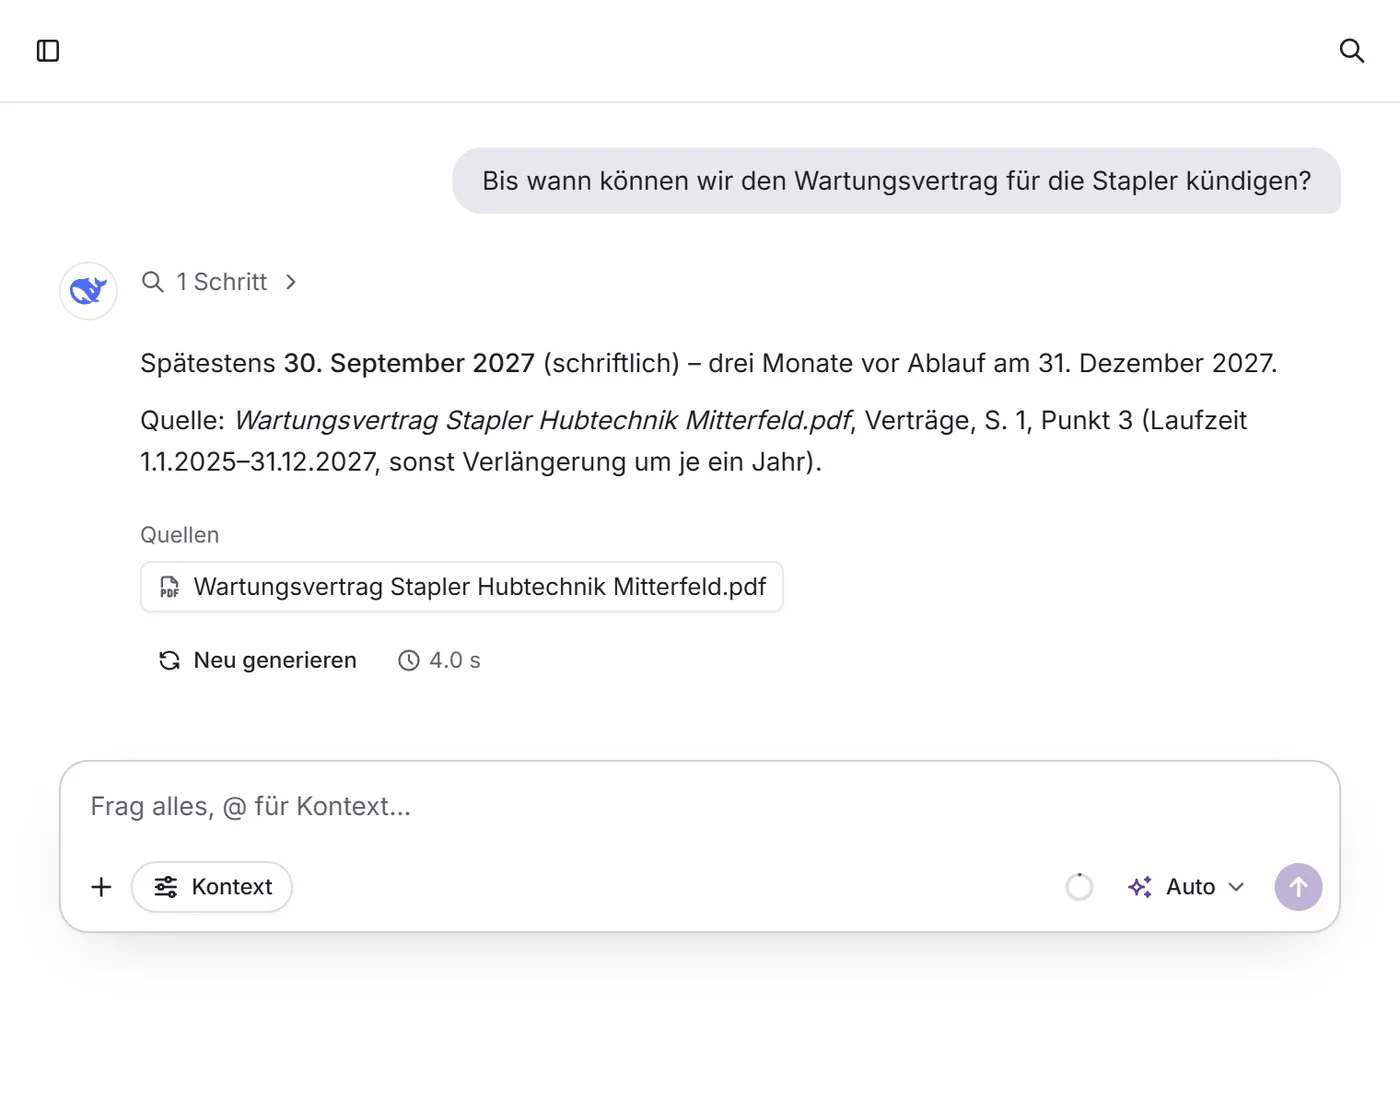 Bis wann können wir den Wartungsvertrag für die Stapler kündigen?
1 Schritt
Spätestens 30. September 2027 (schriftlich) – drei Monate vor Ablauf am 31. Dezember 2027.
Quelle: Wartungsvertrag Stapler Hubtechnik Mitterfeld.pdf, Verträge, S. 1, Punkt 3 (Laufzeit
1.1.2025–31.12.2027, sonst Verlängerung um je ein Jahr).
Quellen
PDF Wartungsvertrag Stapler Hubtechnik Mitterfeld.pdf
Neu generieren 4.0 s
Frag alles, @ für Kontext...
Kontext Auto